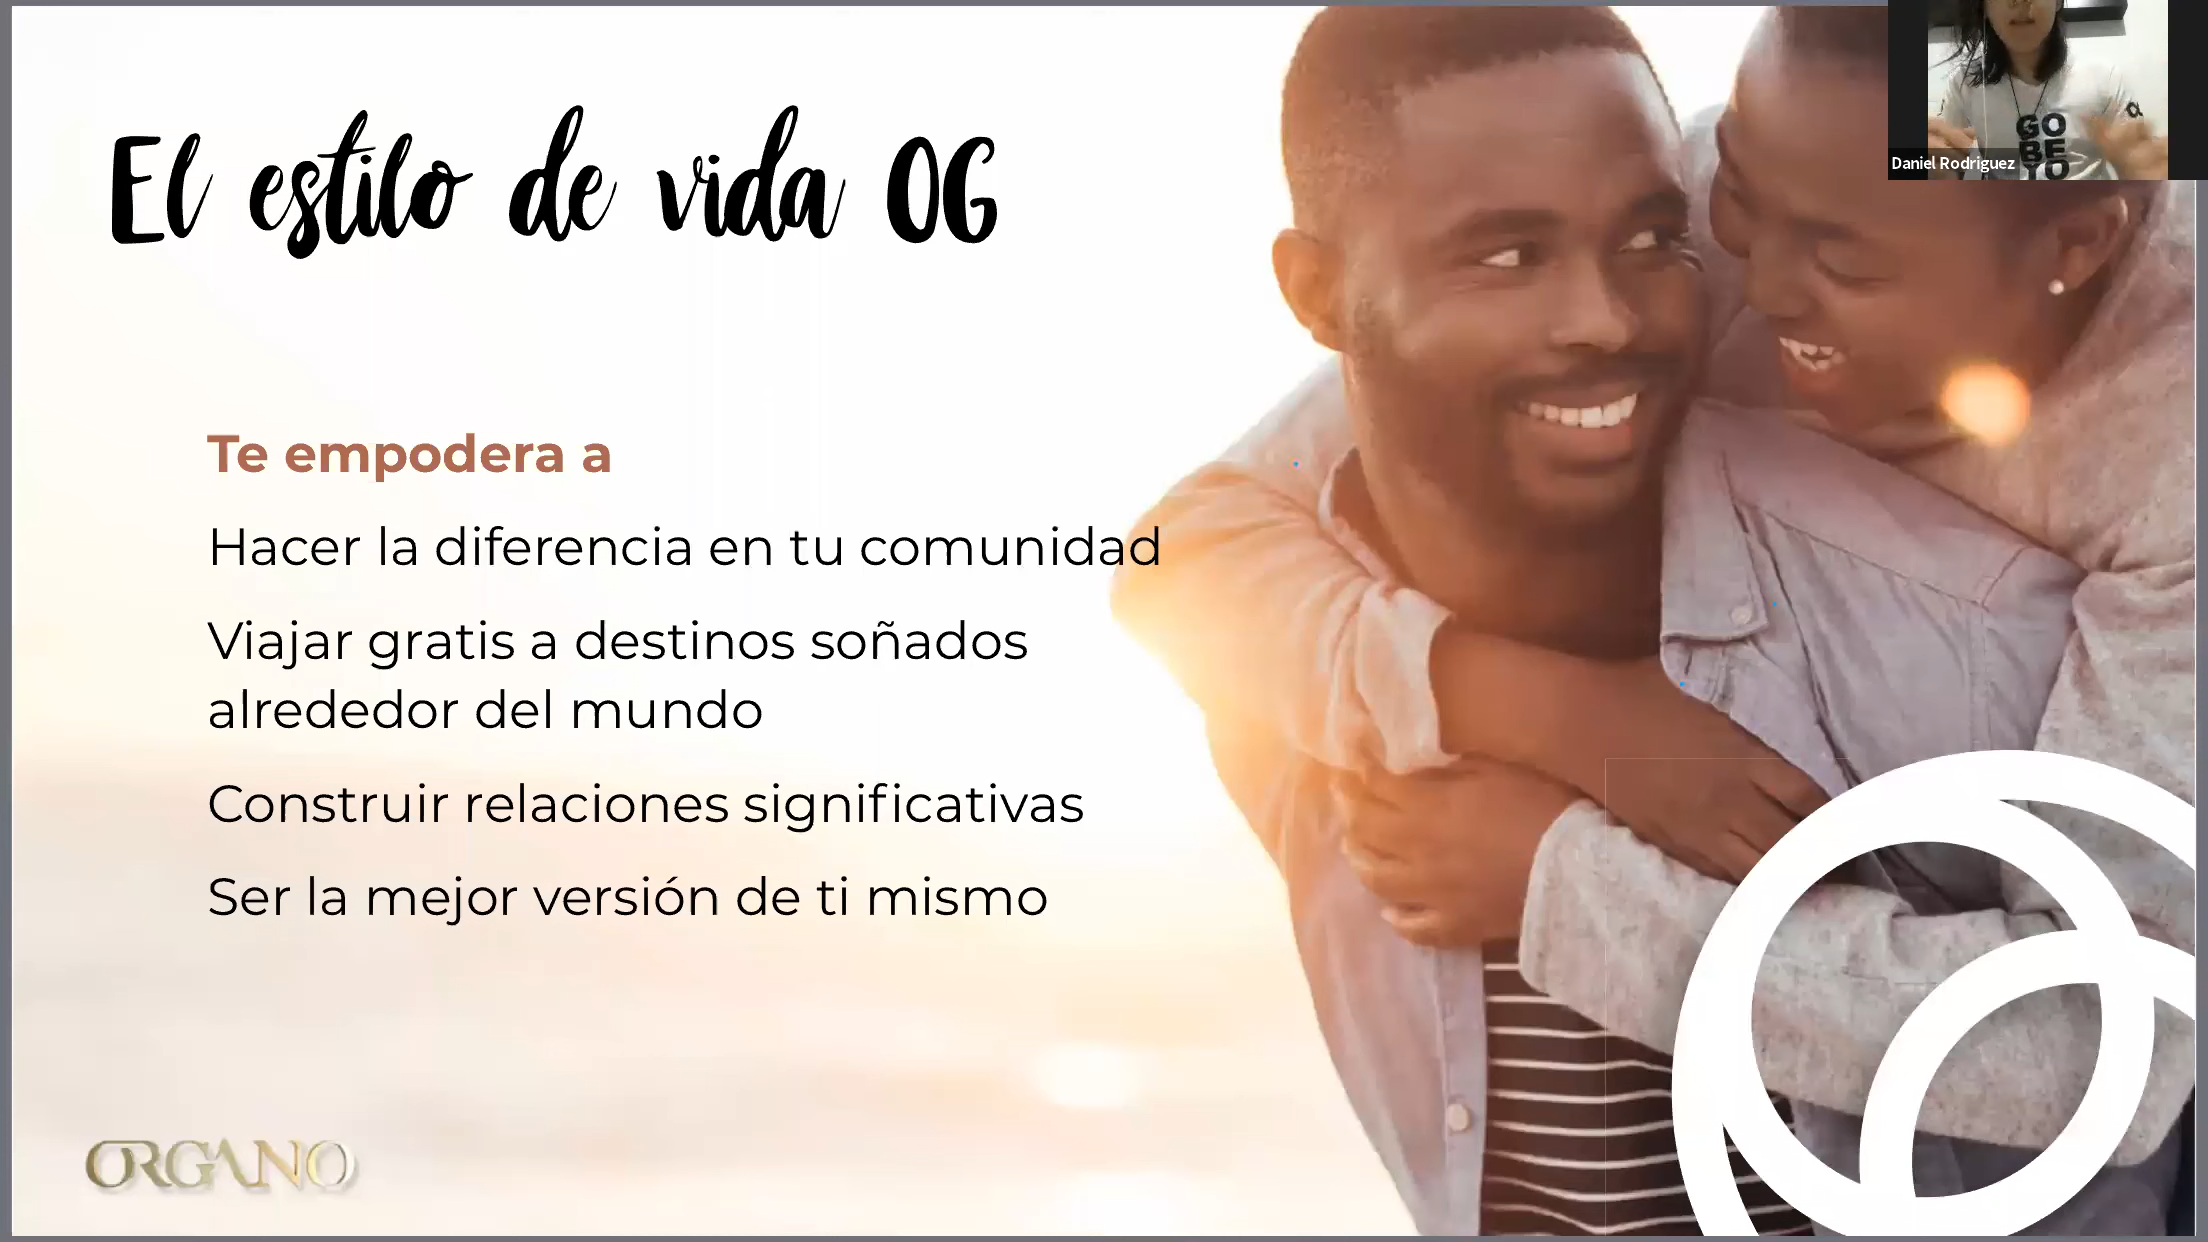 El estilo de vida OG
Te empodera a
Hacer la diferencia en tu comunidad
Viajar gratis a destinos soñados
alrededor del mundo
Construir relaciones significativas
Ser la mejor versión de ti mismo
ORGANO
GO
BE
YO
Daniel Rodriguez